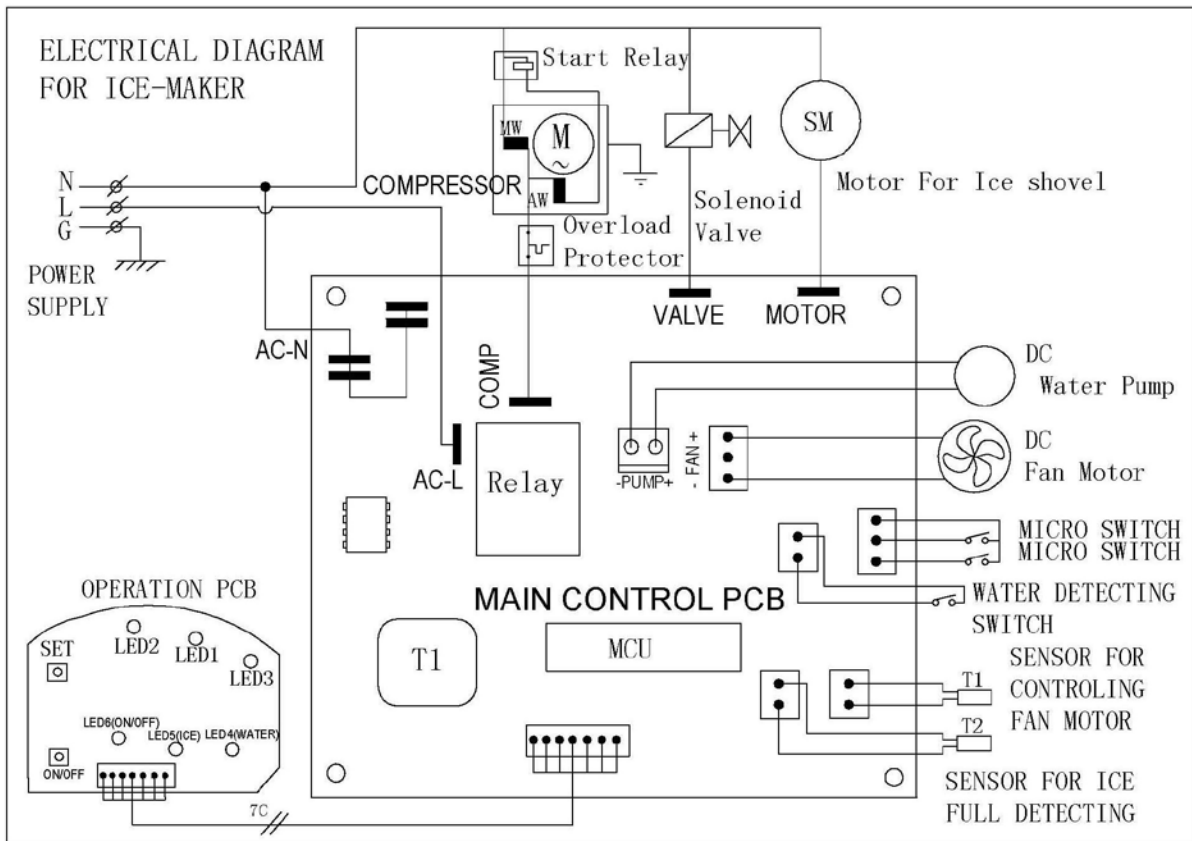 ELECTRICAL DIAGRAM
FOR ICE-MAKER
Start Relay
MW
M
~
AW
COMPRESSOR
SM
Motor For Ice shovel
Solenoid
Valve
Overload
Protector
N
L
G
POWER
SUPPLY
VALVE
MOTOR
AC-N
COMP
AC-L
Relay
DC
Water Pump
-PUMP+
- FAN +
DC
Fan Motor
MICRO SWITCH
MICRO SWITCH
WATER DETECTING
SWITCH
MAIN CONTROL PCB
T1
MCU
SENSOR FOR
CONTROLING
FAN MOTOR
T1
T2
SENSOR FOR ICE
FULL DETECTING
OPERATION PCB
SET
LED2
LED1
LED3
LED6(ON/OFF)
LED5(ICE)
LED4(WATER)
ON/OFF
7C